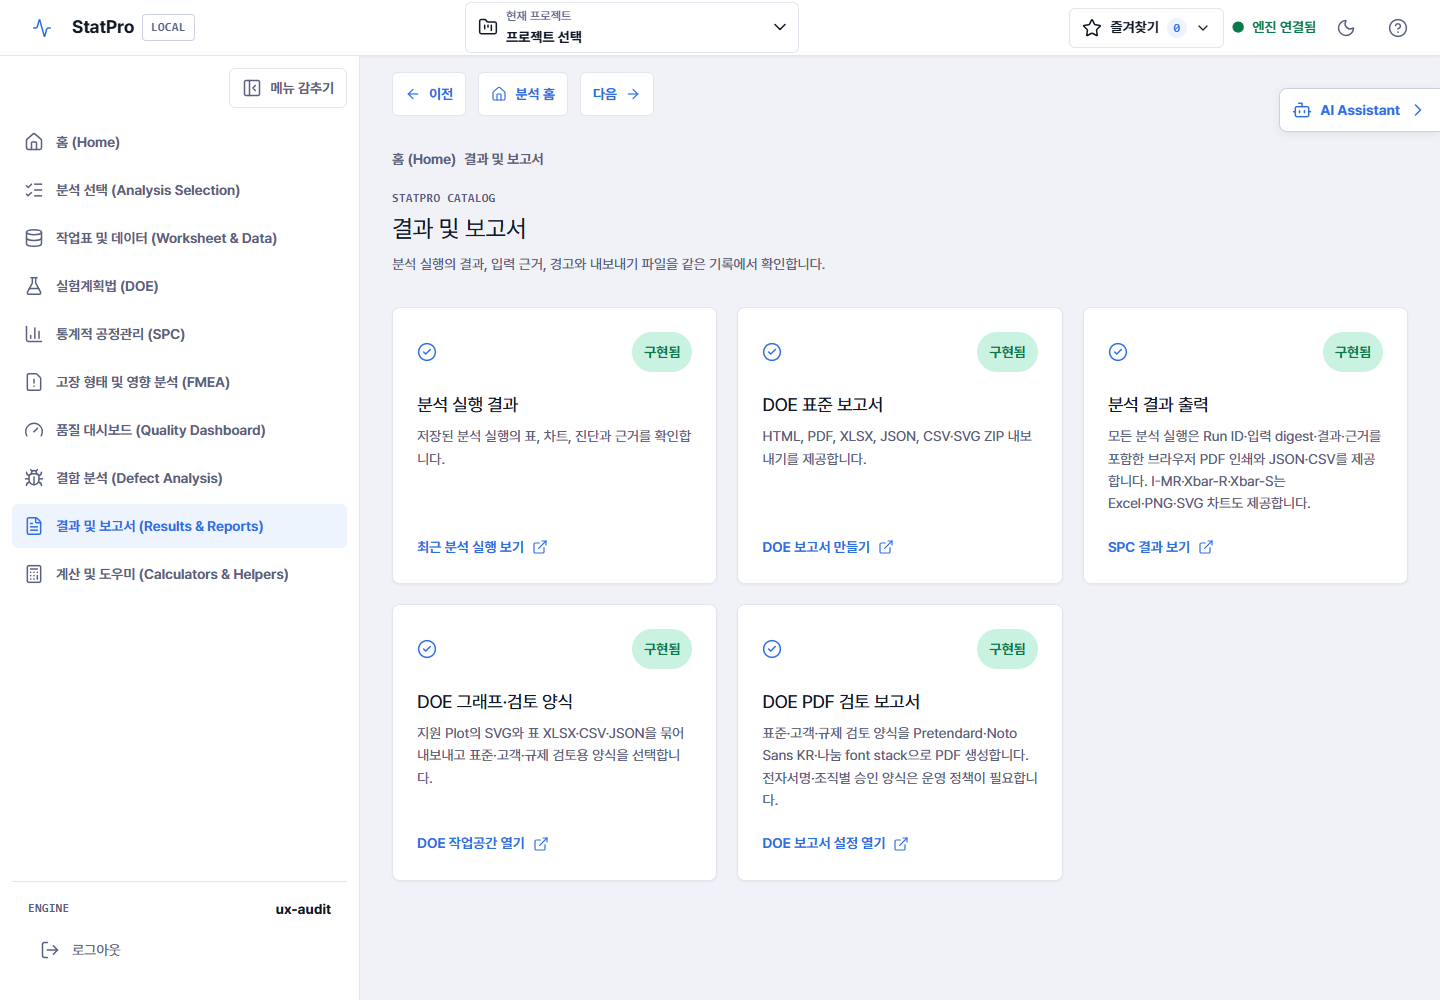 StatPro LOCAL
현재 프로젝트
프로젝트 선택
즐겨찾기 0
엔진 연결됨
메뉴 감추기
홈 (Home)
분석 선택 (Analysis Selection)
작업표 및 데이터 (Worksheet & Data)
실험계획법 (DOE)
통계적 공정관리 (SPC)
고장 형태 및 영향 분석 (FMEA)
품질 대시보드 (Quality Dashboard)
결함 분석 (Defect Analysis)
결과 및 보고서 (Results & Reports)
계산 및 도우미 (Calculators & Helpers)
ENGINE ux-audit
로그아웃
이전
분석 홈
다음
AI Assistant
홈 (Home) 결과 및 보고서
STATPRO CATALOG
결과 및 보고서
분석 실행의 결과, 입력 근거, 경고와 내보내기 파일을 같은 기록에서 확인합니다.
구현됨
분석 실행 결과
저장된 분석 실행의 표, 차트, 진단과 근거를 확인합
니다.
최근 분석 실행 보기
구현됨
DOE 표준 보고서
HTML, PDF, XLSX, JSON, CSV·SVG ZIP 내보
내기를 제공합니다.
DOE 보고서 만들기
구현됨
분석 결과 출력
모든 분석 실행은 Run ID·입력 digest·결과·근거를
포함한 브라우저 PDF 인쇄와 JSON·CSV를 제공
합니다. I-MR·Xbar-R·Xbar-S는
Excel·PNG·SVG 차트도 제공합니다.
SPC 결과 보기
구현됨
DOE 그래프·검토 양식
지원 Plot의 SVG와 표 XLSX·CSV·JSON을 묶어
내보내고 표준·고객·규제 검토용 양식을 선택합니
다.
DOE 작업공간 열기
구현됨
DOE PDF 검토 보고서
표준·고객·규제 검토 양식을 Pretendard·Noto
Sans KR·나눔 font stack으로 PDF 생성합니다.
전자서명·조직별 승인 양식은 운영 정책이 필요합니
다.
DOE 보고서 설정 열기